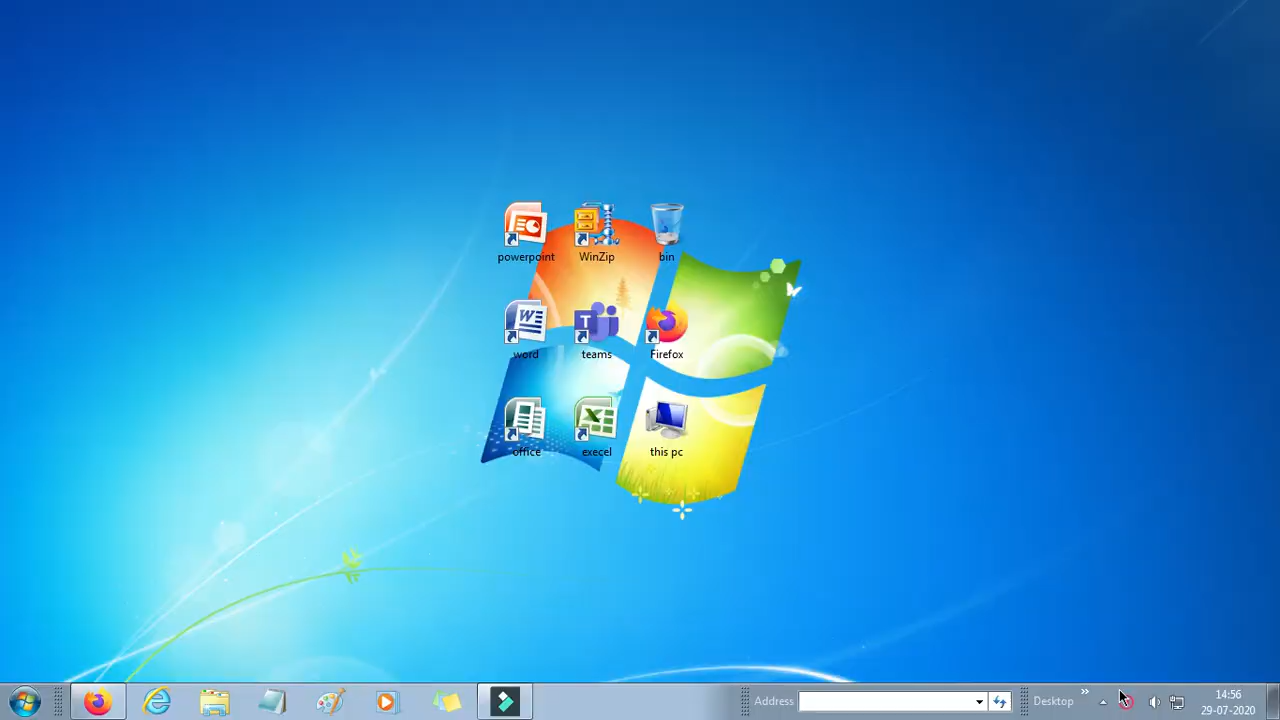 powerpoint WinZip bin
word teams Firefox
office execel this pc
Address Desktop 14:56
29-07-2020